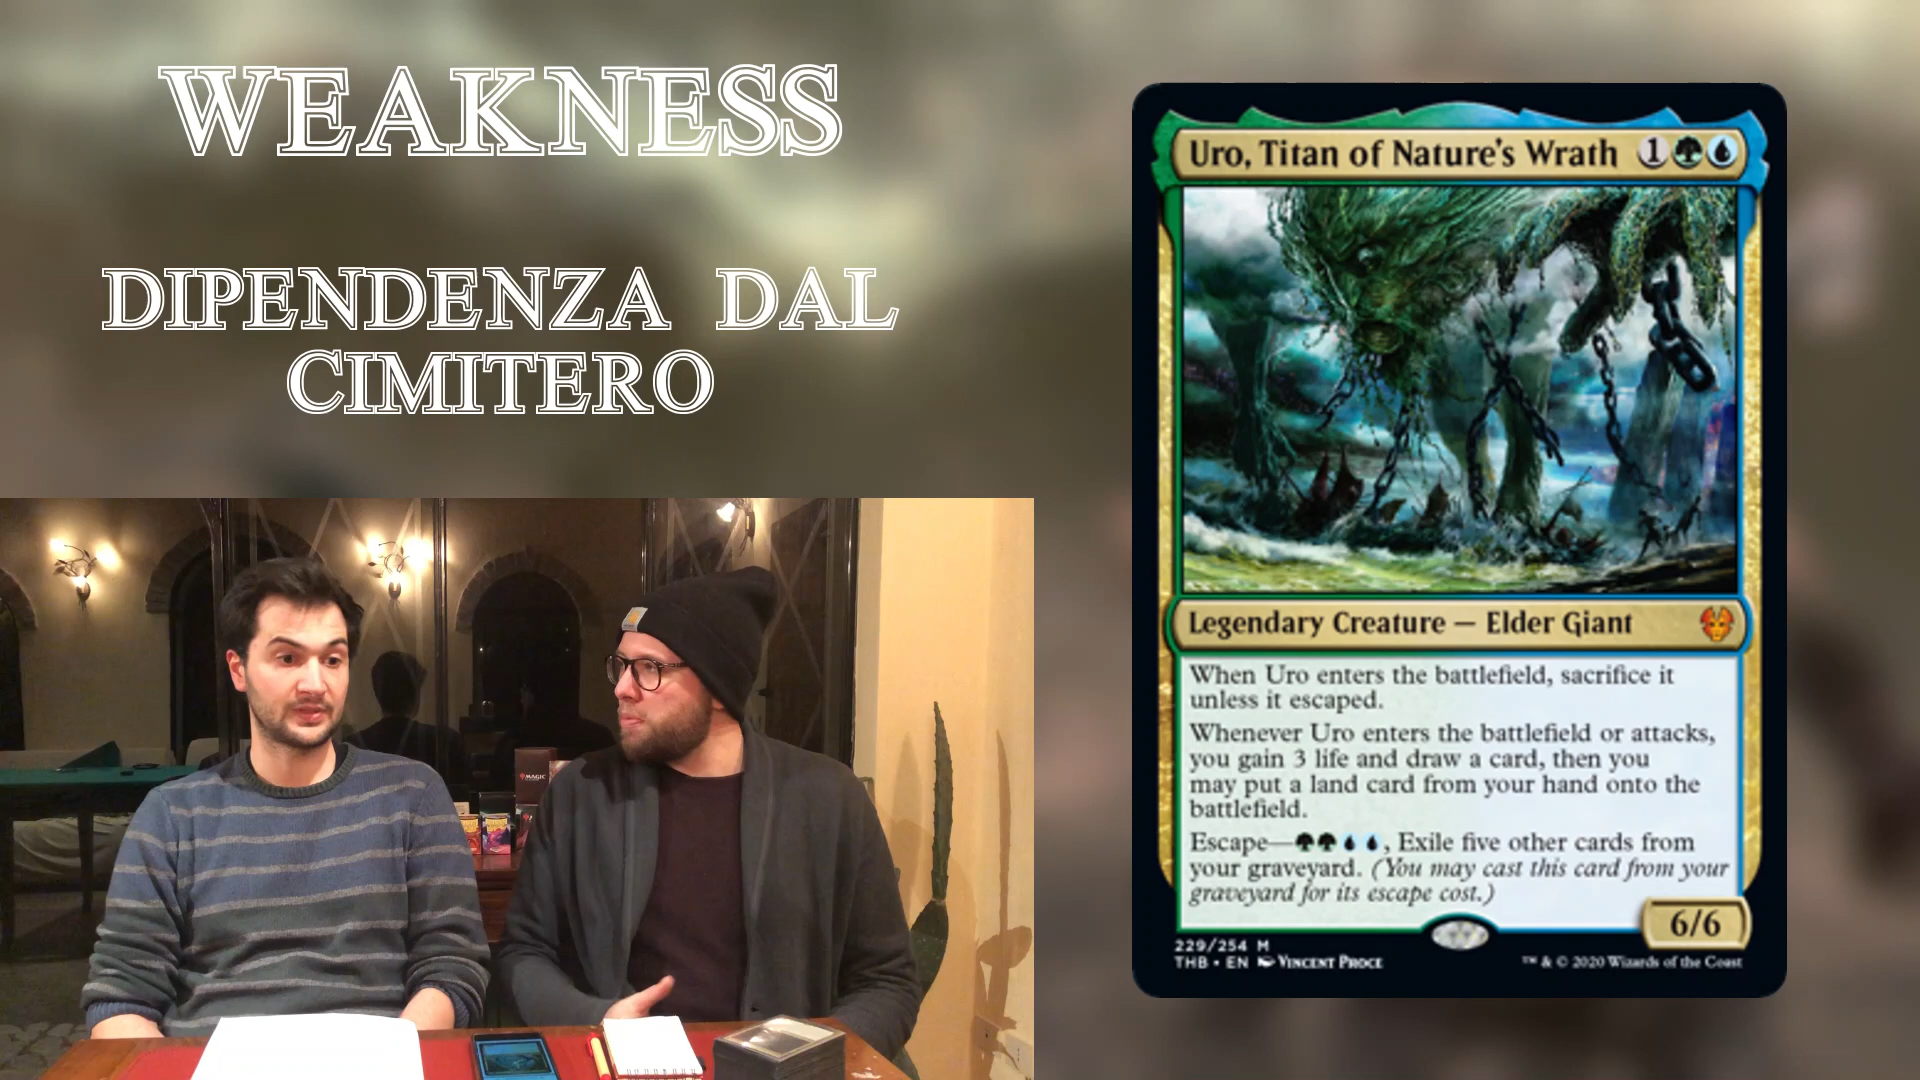 WEAKNESS
DIPENDENZA DAL
CIMITERO
Uro, Titan of Nature's Wrath 1
Legendary Creature — Elder Giant
When Uro enters the battlefield, sacrifice it
unless it escaped.
Whenever Uro enters the battlefield or attacks,
you gain 3 life and draw a card, then you
may put a land card from your hand onto the
battlefield.
Escape—, Exile five other cards from
your graveyard. (You may cast this card from your
graveyard for its escape cost.)
6/6
229/254 M
THB • EN VINCENT PROCE
™ & © 2020 Wizards of the Coast
MAGIC